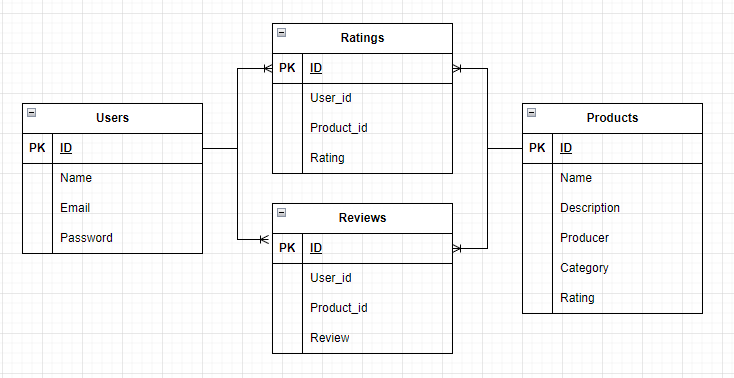 Ratings
PK ID
User_id
Product_id
Rating
Users
PK ID
Name
Email
Password
Reviews
PK ID
User_id
Product_id
Review
Products
PK ID
Name
Description
Producer
Category
Rating